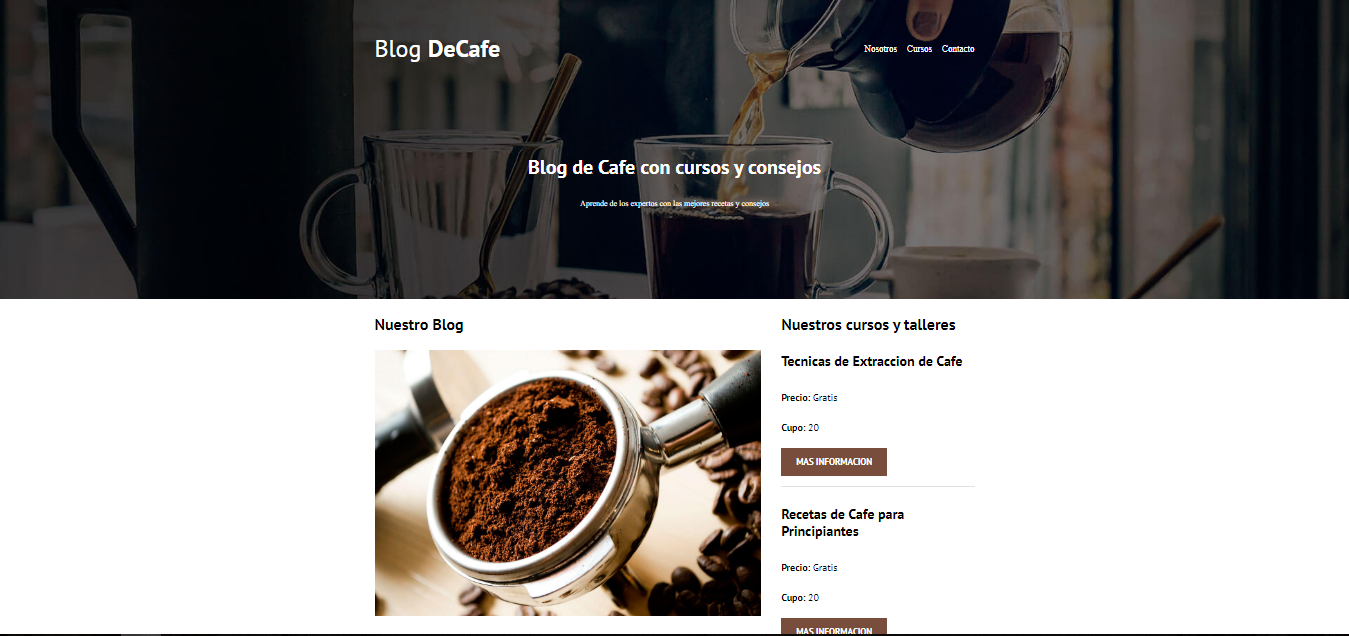 Blog DeCafe
Nosotros Cursos Contacto
Blog de Cafe con cursos y consejos
Aprende de los expertos con las mejores recetas y consejos
Nuestro Blog
Nuestros cursos y talleres
Tecnicas de Extraccion de Cafe
Precio: Gratis
Cupo: 20
MAS INFORMACION
Recetas de Cafe para
Principiantes
Precio: Gratis
Cupo: 20
MAS INFORMACION